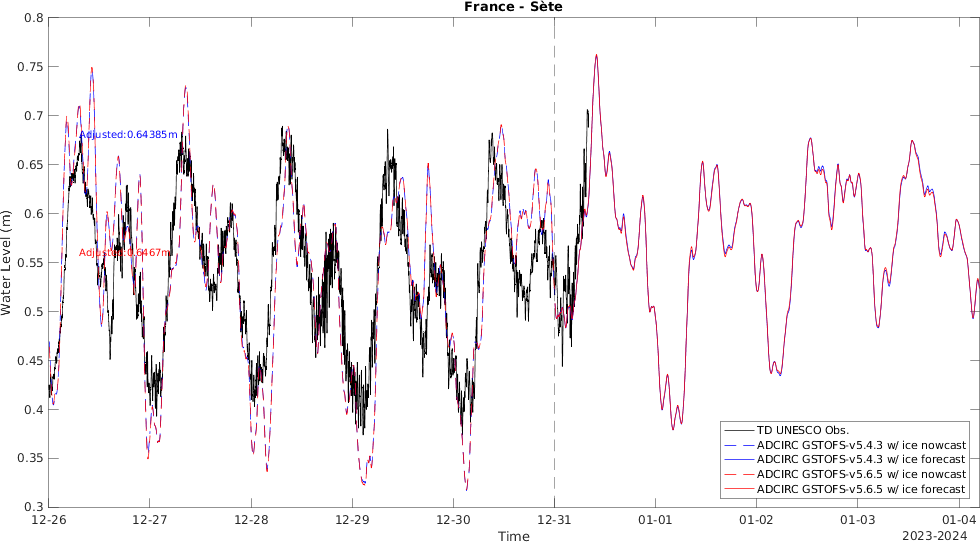 France - Sète
0.8
0.75
0.7
0.65
0.6
0.55
0.5
0.45
0.4
0.35
0.3
Water Level (m)
Adjusted:0.64385m
Adjusted:0.6467m
TD UNESCO Obs.
ADCIRC GSTOFS-v5.4.3 w/ ice nowcast
ADCIRC GSTOFS-v5.4.3 w/ ice forecast
ADCIRC GSTOFS-v5.6.5 w/ ice nowcast
ADCIRC GSTOFS-v5.6.5 w/ ice forecast
12-26 12-27 12-28 12-29 12-30 12-31 01-01 01-02 01-03 01-04
Time
2023-2024